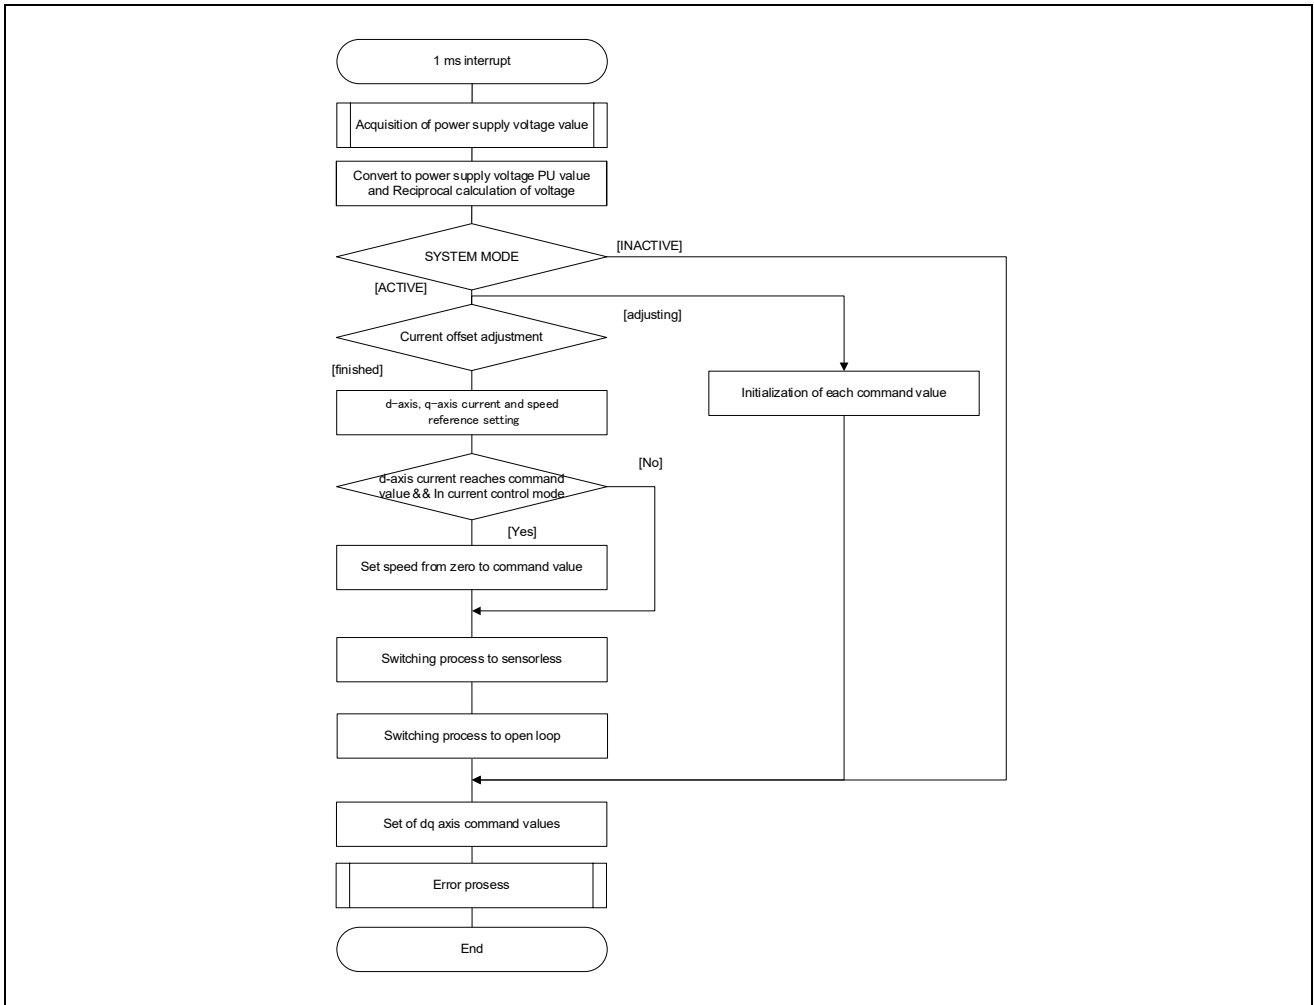 1 ms interrupt
Acquisition of power supply voltage value
Convert to power supply voltage PU value
and Reciprocal calculation of voltage
SYSTEM MODE
[INACTIVE]
[ACTIVE]
[adjusting]
Current offset adjustment
[finished]
Initialization of each command value
d-axis, q-axis current and speed
reference setting
[No]
d-axis current reaches command
value && In current control mode
[Yes]
Set speed from zero to command value
Switching process to sensorless
Switching process to open loop
Set of dq axis command values
Error prosess
End